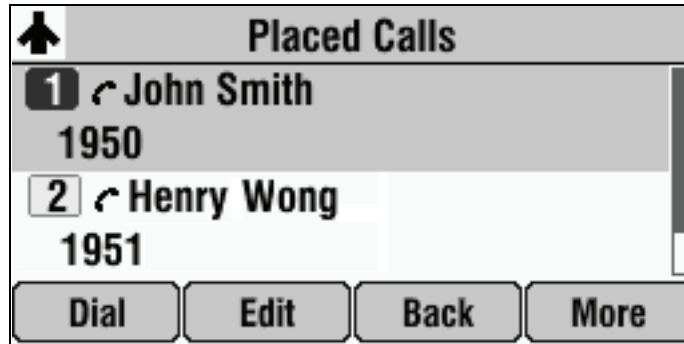 Placed Calls
1 John Smith
1950
2 Henry Wong
1951
Dial Edit Back More